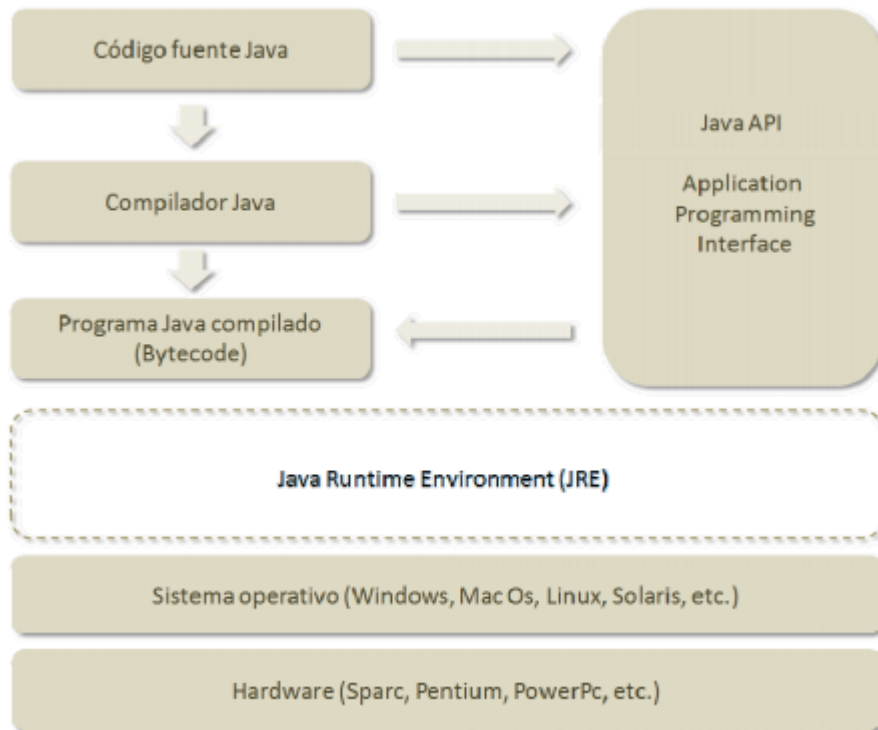 Código fuente Java
Java API
Application
Programming
Interface
Compilador Java
Programa Java compilado
(Bytecode)
Java Runtime Environment (JRE)
Sistema operativo (Windows, Mac Os, Linux, Solaris, etc.)
Hardware (Sparc, Pentium, PowerPc, etc.)